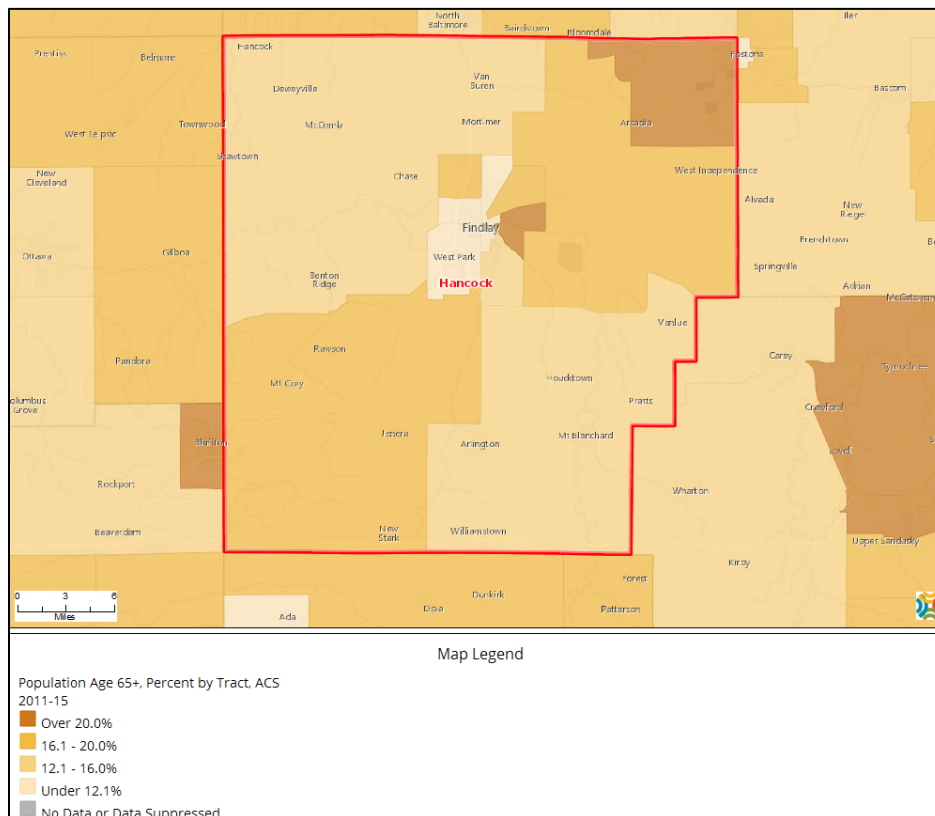 North
Baltimore
Bairdstown
Bloomdale
Prentiss
Belmore
Hancock
Fostoria
Van
Buren
Deweyville
Bascom
West Leipsic
Townwood
McComb
Mortimer
Arcadia
Shawtown
New
Cleveland
Chase
West Independence
Alvada
New
Riegel
Findlay
Frenchtown
Ottawa
Gilboa
West Park
Springville
Benton
Ridge
Hancock
Adrian
McCutchenville
Vanlue
Rawson
Carey
Pandora
Houcktown
Tymochtee
Mt Cory
Columbus
Grove
Pratts
Crawford
Jenera
Mt Blanchard
Bluffton
Arlington
Lovell
Rockport
Wharton
Beaverdam
New
Stark
Williamstown
Upper Sandusky
Kirby
Forest
Dunkirk
Dola
Patterson
Ada
0 3 6
Miles
Map Legend
Population Age 65+, Percent by Tract, ACS
2011-15
Over 20.0%
16.1 - 20.0%
12.1 - 16.0%
Under 12.1%
No Data or Data Suppressed